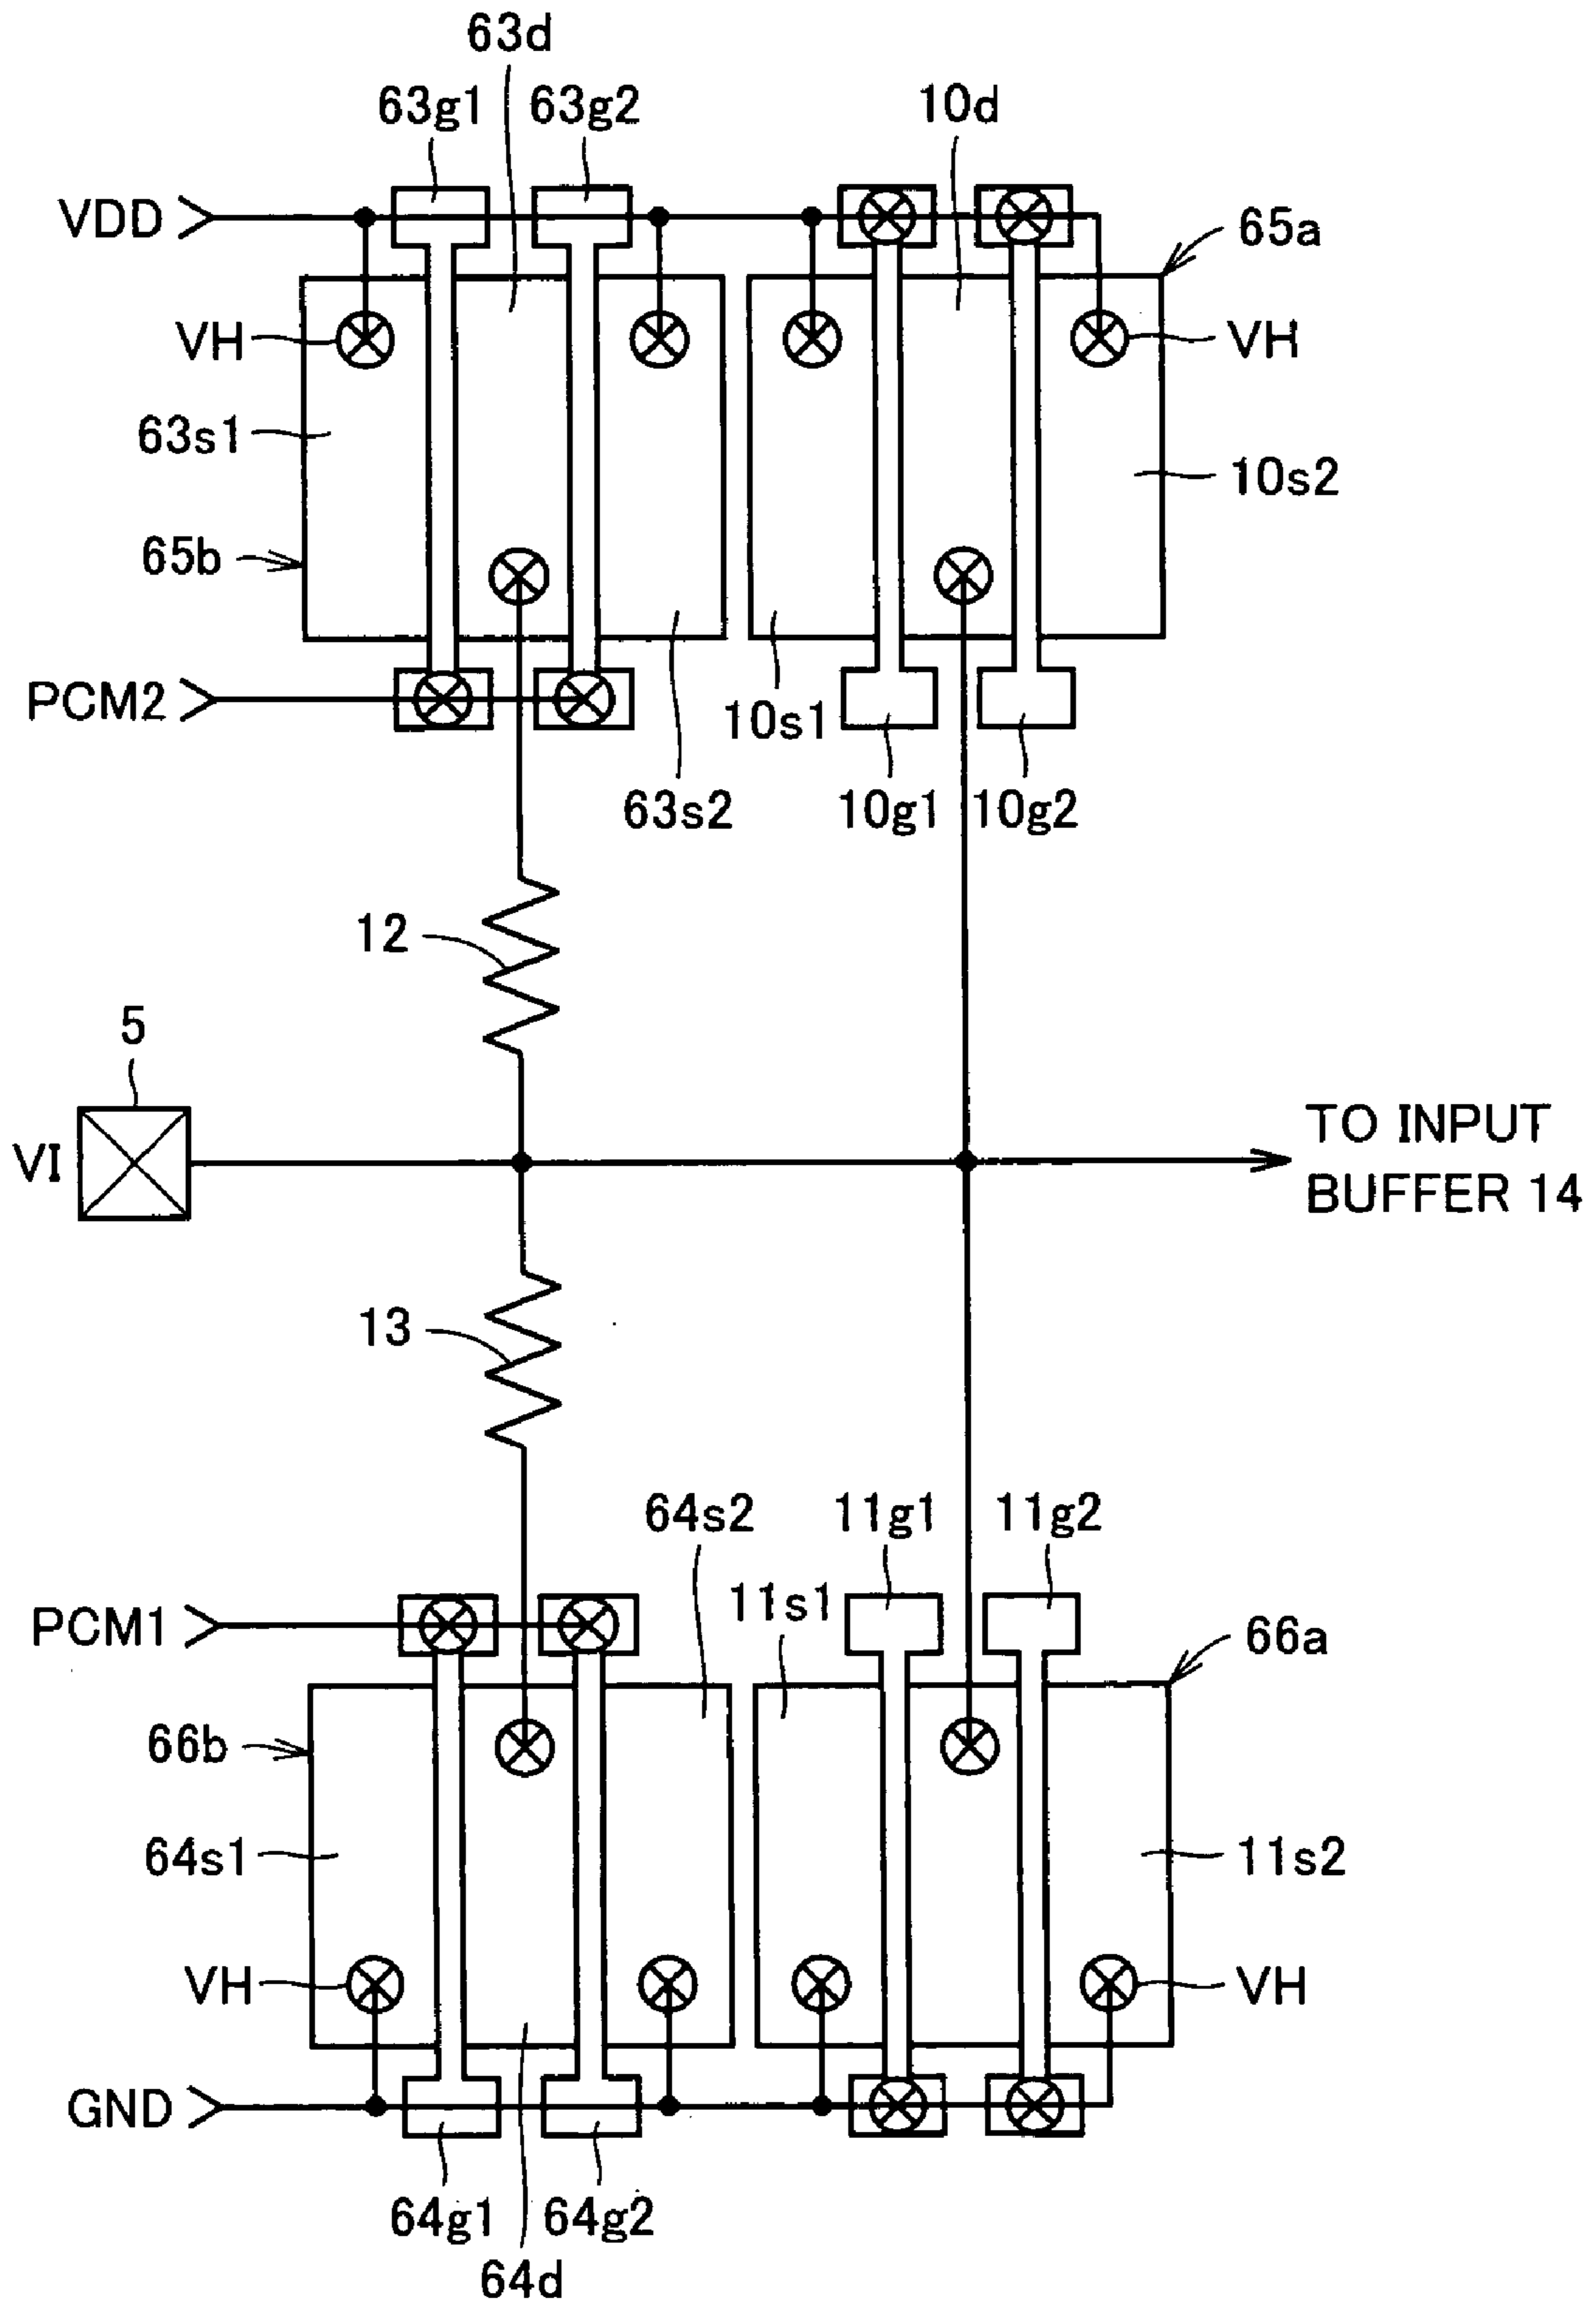 63d
63g1
63g2
10d
VDD
65a
VH
VH
63s1
10s2
65b
PCM2
10s1
63s2
10g1
10g2
12
5
VI
TO INPUT
BUFFER 14
13
64s2
11g1
11g2
11s1
PCM1
66a
66b
64s1
11s2
VH
VH
GND
64g1
64g2
64d